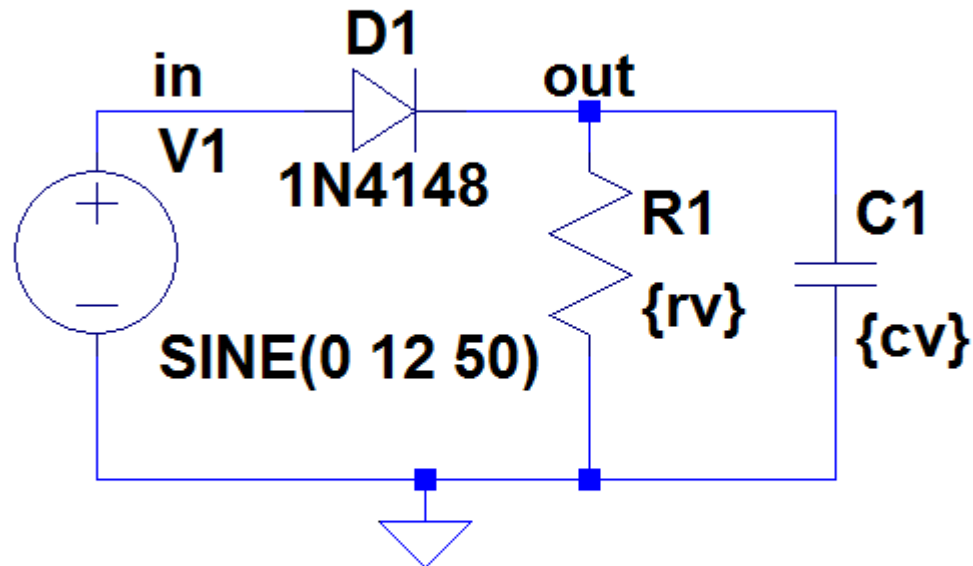 D1
in
out
V1
1N4148
R1
C1
{rv}
{cv}
SINE(0 12 50)